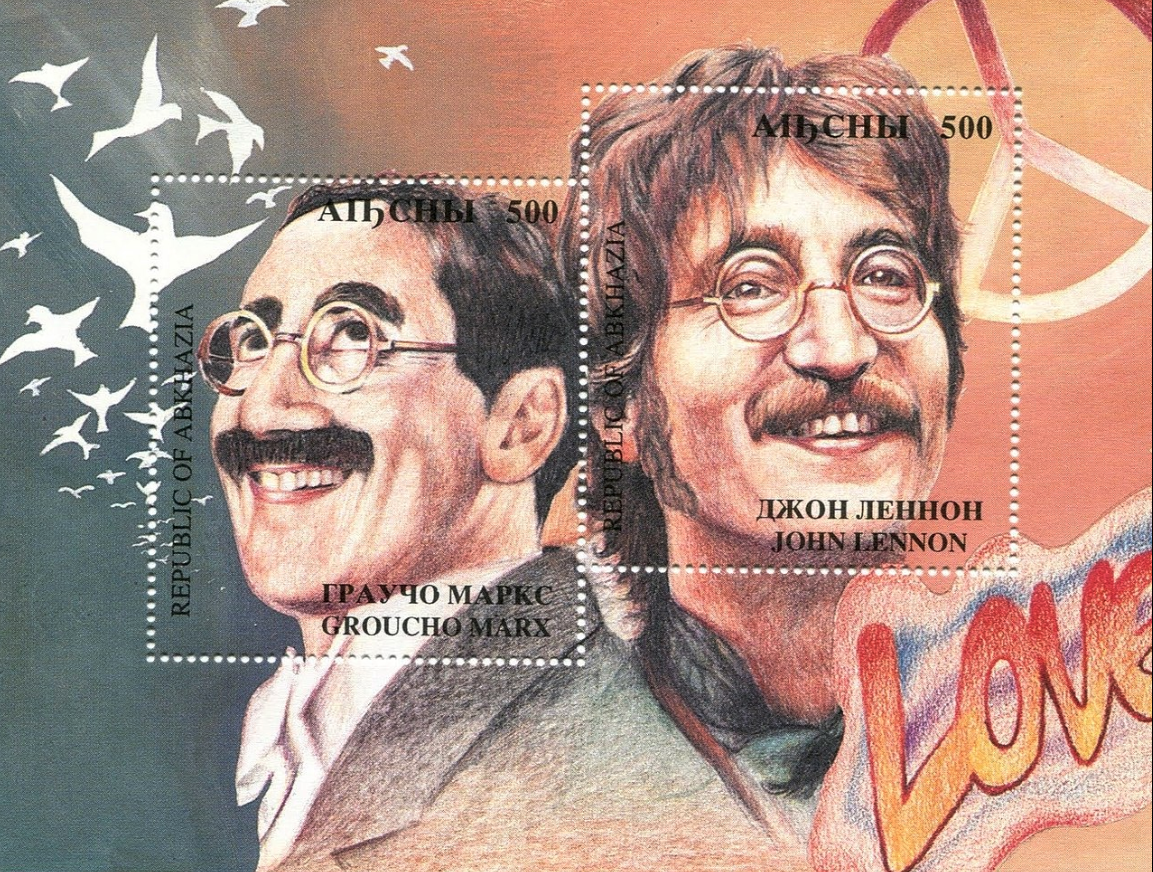 АҦСНЫ 500
REPUBLIC OF ABKHAZIA
ГРАУЧО МАРКС
GROUCHO MARX
АҦСНЫ 500
REPUBLIC OF ABKHAZIA
ДЖОН ЛЕННОН
JOHN LENNON
LOVE